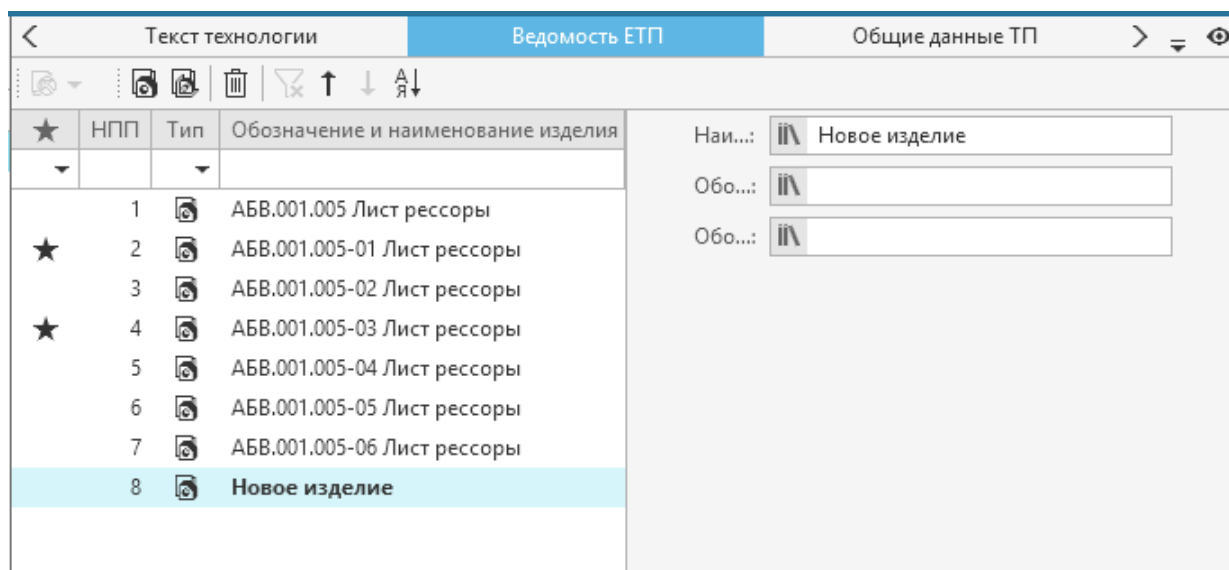 Текст технологии Ведомость ЕТП Общие данные ТП
А
Я
НПП Тип Обозначение и наименование изделия
1 АБВ.001.005 Лист рессоры
2 АБВ.001.005-01 Лист рессоры
3 АБВ.001.005-02 Лист рессоры
4 АБВ.001.005-03 Лист рессоры
5 АБВ.001.005-04 Лист рессоры
6 АБВ.001.005-05 Лист рессоры
7 АБВ.001.005-06 Лист рессоры
8 Новое изделие
Наи...: Новое изделие
Обо...:
Обо...: